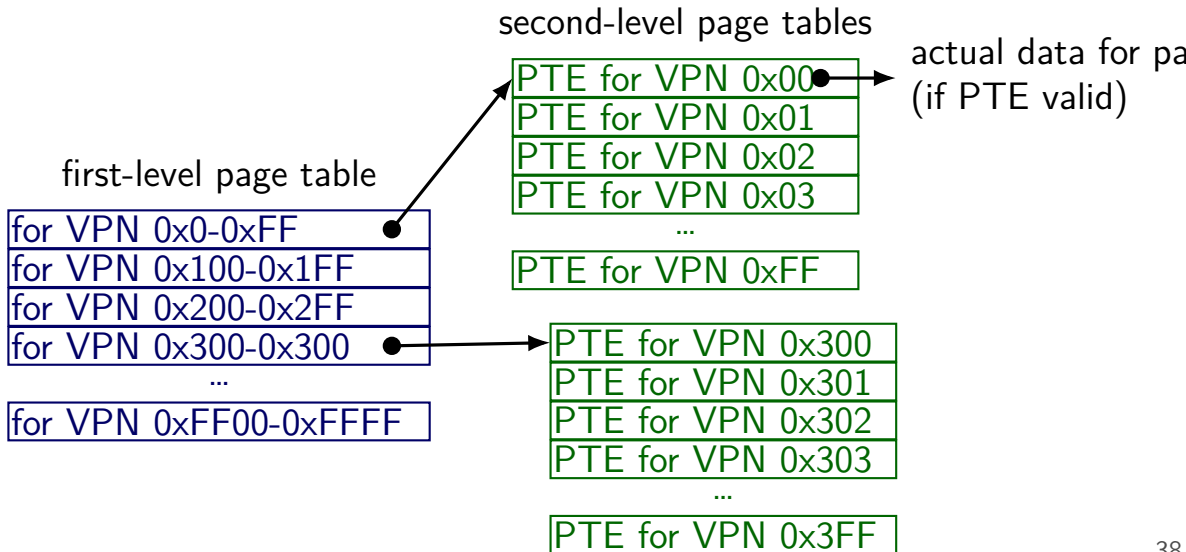 second-level page tables
actual data for pa
(if PTE valid)
PTE for VPN 0x00
PTE for VPN 0x01
PTE for VPN 0x02
PTE for VPN 0x03
...
PTE for VPN 0xFF
first-level page table
for VPN 0x0-0xFF
for VPN 0x100-0x1FF
for VPN 0x200-0x2FF
for VPN 0x300-0x300
...
for VPN 0xFF00-0xFFFF
PTE for VPN 0x300
PTE for VPN 0x301
PTE for VPN 0x302
PTE for VPN 0x303
...
PTE for VPN 0x3FF
38